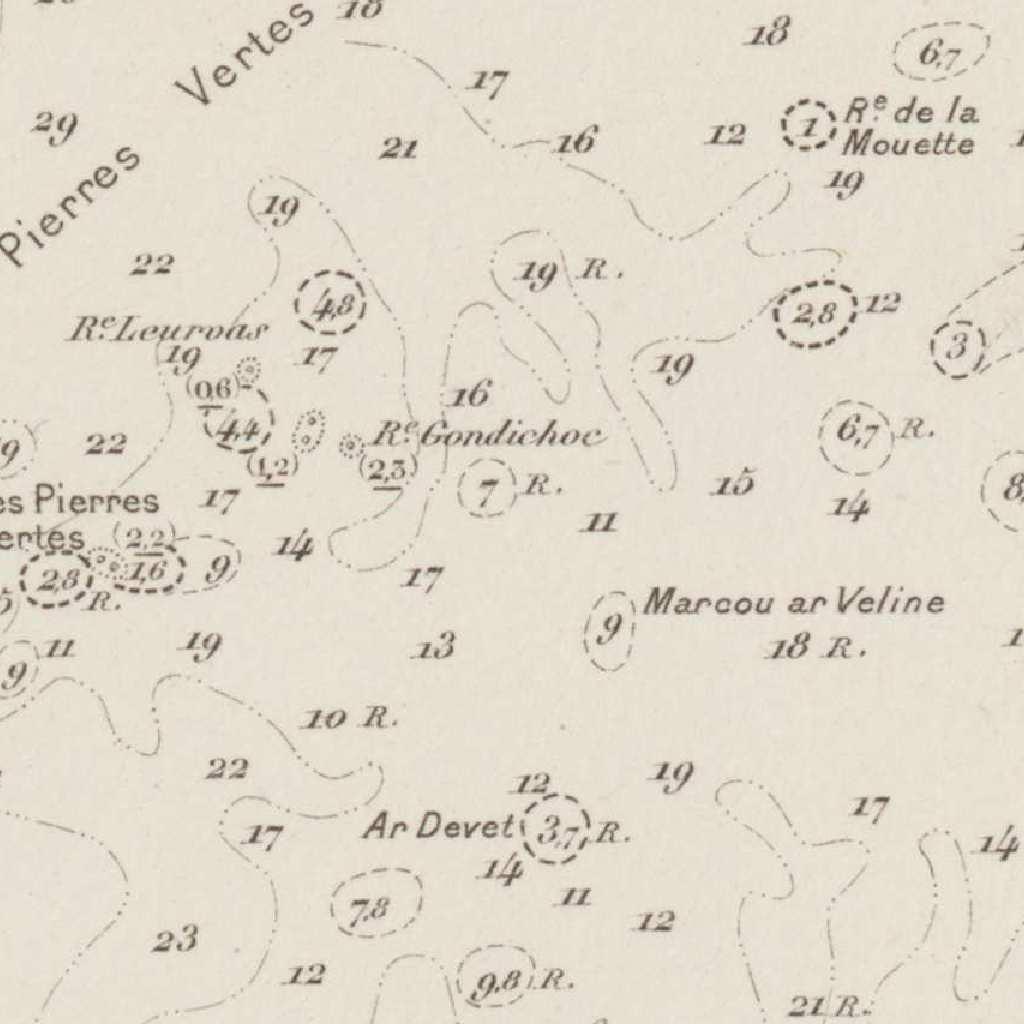 18
Vertes
17
18
6,7
29
21
16
12
1
Re. de la
Mouette
Pierres
19
19
22
4,8
19 R.
2,8
12
Re. Leurvas
19
17
19
3
(0,6)
4,4
16
22
Re. Gondichoc
6,7 R.
9
(1,2)
(2,3)
7 R.
15
8,
es Pierres
17
11
14
ertes
(2,2)
14
2,8
1,6
9
17
R.
9
Marcou ar Veline
11
19
13
18 R.
9
10 R.
22
12
19
17
17
Ar Devet
3,7 R.
14
14
7,8
11
12
23
12
9,8 R.
21 R.